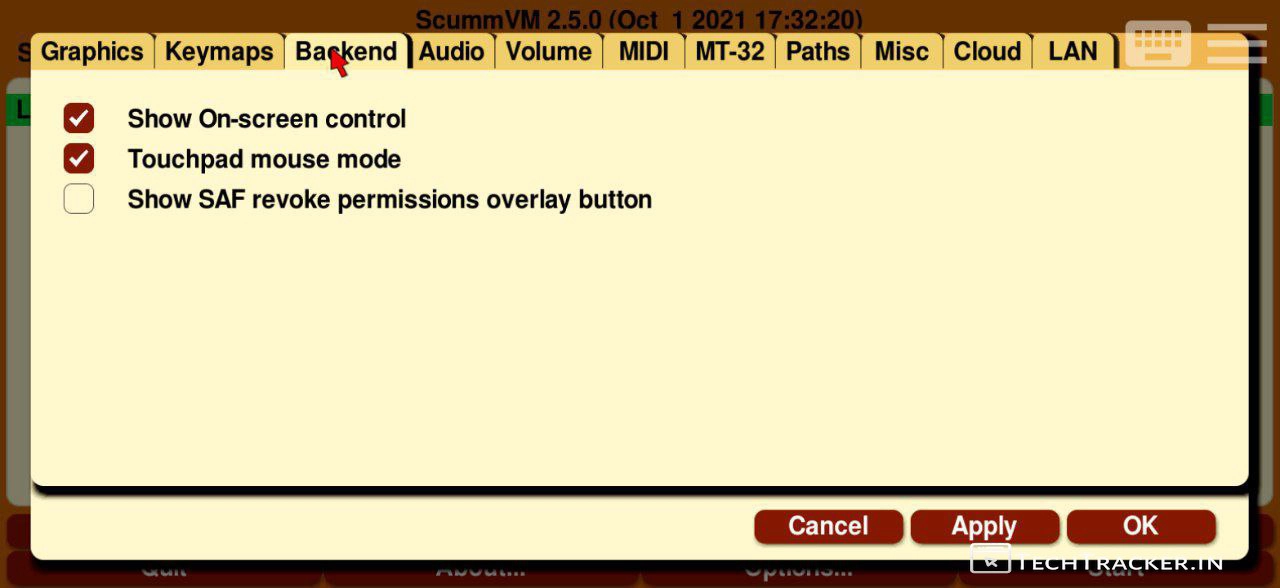 ScummVM 2.5.0 (Oct 1 2021 17:32:20)
Graphics Keymaps Backend Audio Volume MIDI MT-32 Paths Misc Cloud LAN
Show On-screen control
Touchpad mouse mode
Show SAF revoke permissions overlay button
Cancel Apply OK
TECHTRACKER.IN
Quit About... Options... Start